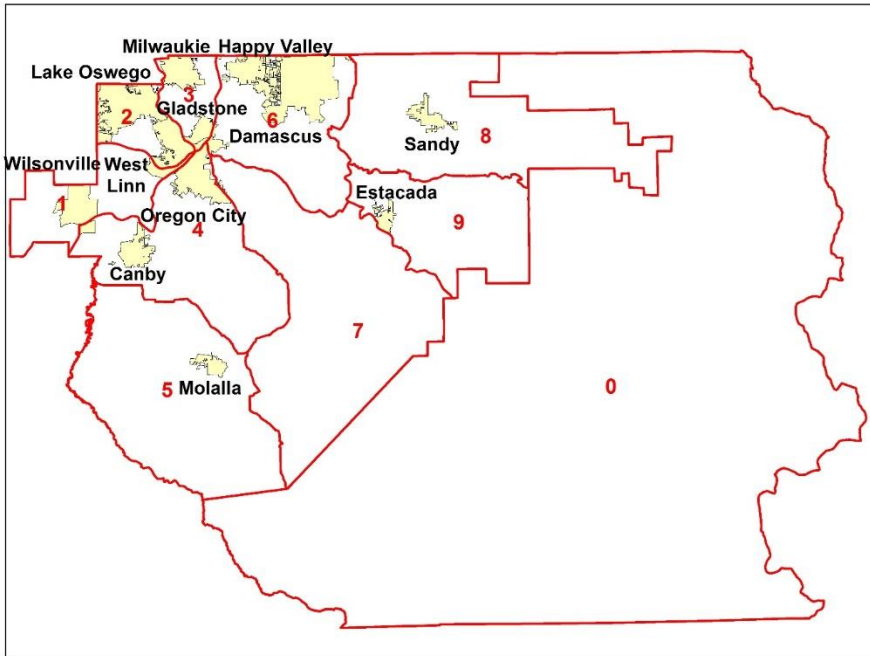 Milwaukie Happy Valley
Lake Oswego
3
Gladstone
2
6
Damascus
8
Sandy
Wilsonville West
Linn
Estacada
1
Oregon City
4
9
Canby
7
5
Molalla
0